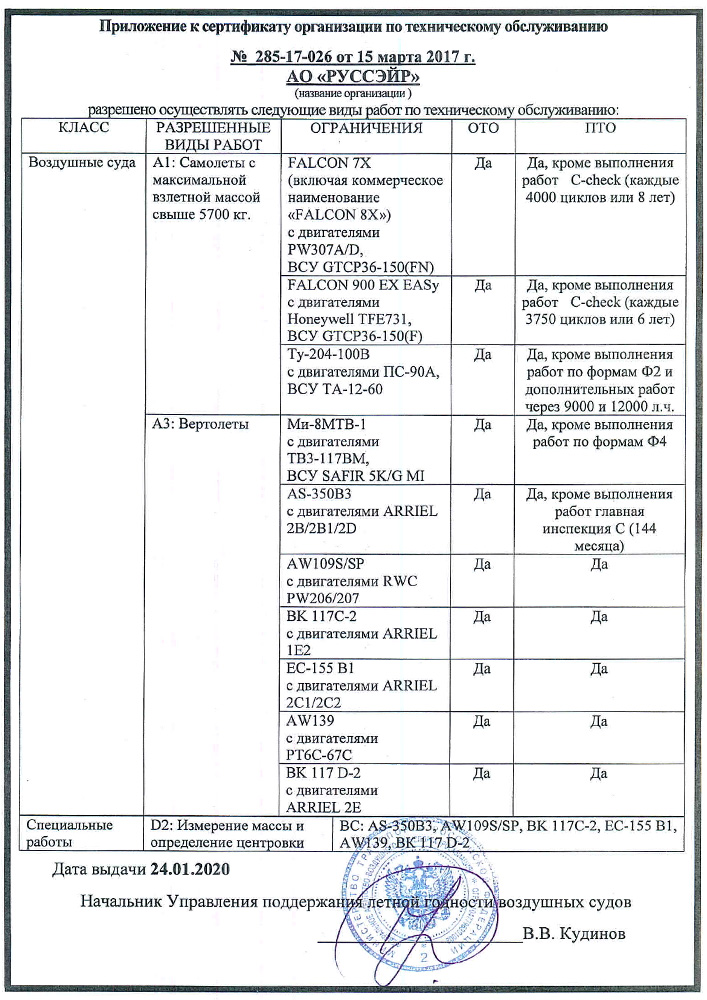 Приложение к сертификату организации по техническому обслуживанию
№ 285-17-026 от 15 марта 2017 г.
АО «РУССЭЙР»
(название организации )
разрешено осуществлять следующие виды работ по техническому обслуживанию:
КЛАСС
РАЗРЕШЕННЫЕ
ВИДЫ РАБОТ
ОГРАНИЧЕНИЯ
ОТО
ПТО
Воздушные суда
А1: Самолеты с
максимальной
взлетной массой
свыше 5700 кг.
FALCON 7X
(включая коммерческое
наименование
«FALCON 8X»)
с двигателями
PW307A/D,
ВСУ GTCP36-150(FN)
Да
Да, кроме выполнения
работ C-check (каждые
4000 циклов или 8 лет)
FALCON 900 EX EASy
с двигателями
Honeywell TFE731,
ВСУ GTCP36-150(F)
Да
Да, кроме выполнения
работ C-check (каждые
3750 циклов или 6 лет)
Ту-204-100В
с двигателями ПС-90А,
ВСУ ТА-12-60
Да
Да, кроме выполнения
работ по формам Ф2 и
дополнительных работ
через 9000 и 12000 л.ч.
А3: Вертолеты
Ми-8МТВ-1
с двигателями
ТВ3-117ВМ,
ВСУ SAFIR 5K/G MI
Да
Да, кроме выполнения
работ по формам Ф4
AS-350B3
с двигателями ARRIEL
2B/2B1/2D
Да
Да, кроме выполнения
работ главная
инспекция С (144
месяца)
AW109S/SP
с двигателями RWC
PW206/207
Да
Да
BK 117C-2
с двигателями ARRIEL
1E2
Да
Да
EC-155 B1
с двигателями ARRIEL
2C1/2C2
Да
Да
AW139
с двигателями
PT6C-67C
Да
Да
BK 117 D-2
с двигателями
ARRIEL 2E
Да
Да
Специальные
работы
D2: Измерение массы и
определение центровки
ВС: AS-350B3, AW109S/SP, BK 117C-2, EC-155 B1,
AW139, BK 117 D-2
Дата выдачи 24.01.2020
Начальник Управления поддержания летной годности воздушных судов
В.В. Кудинов